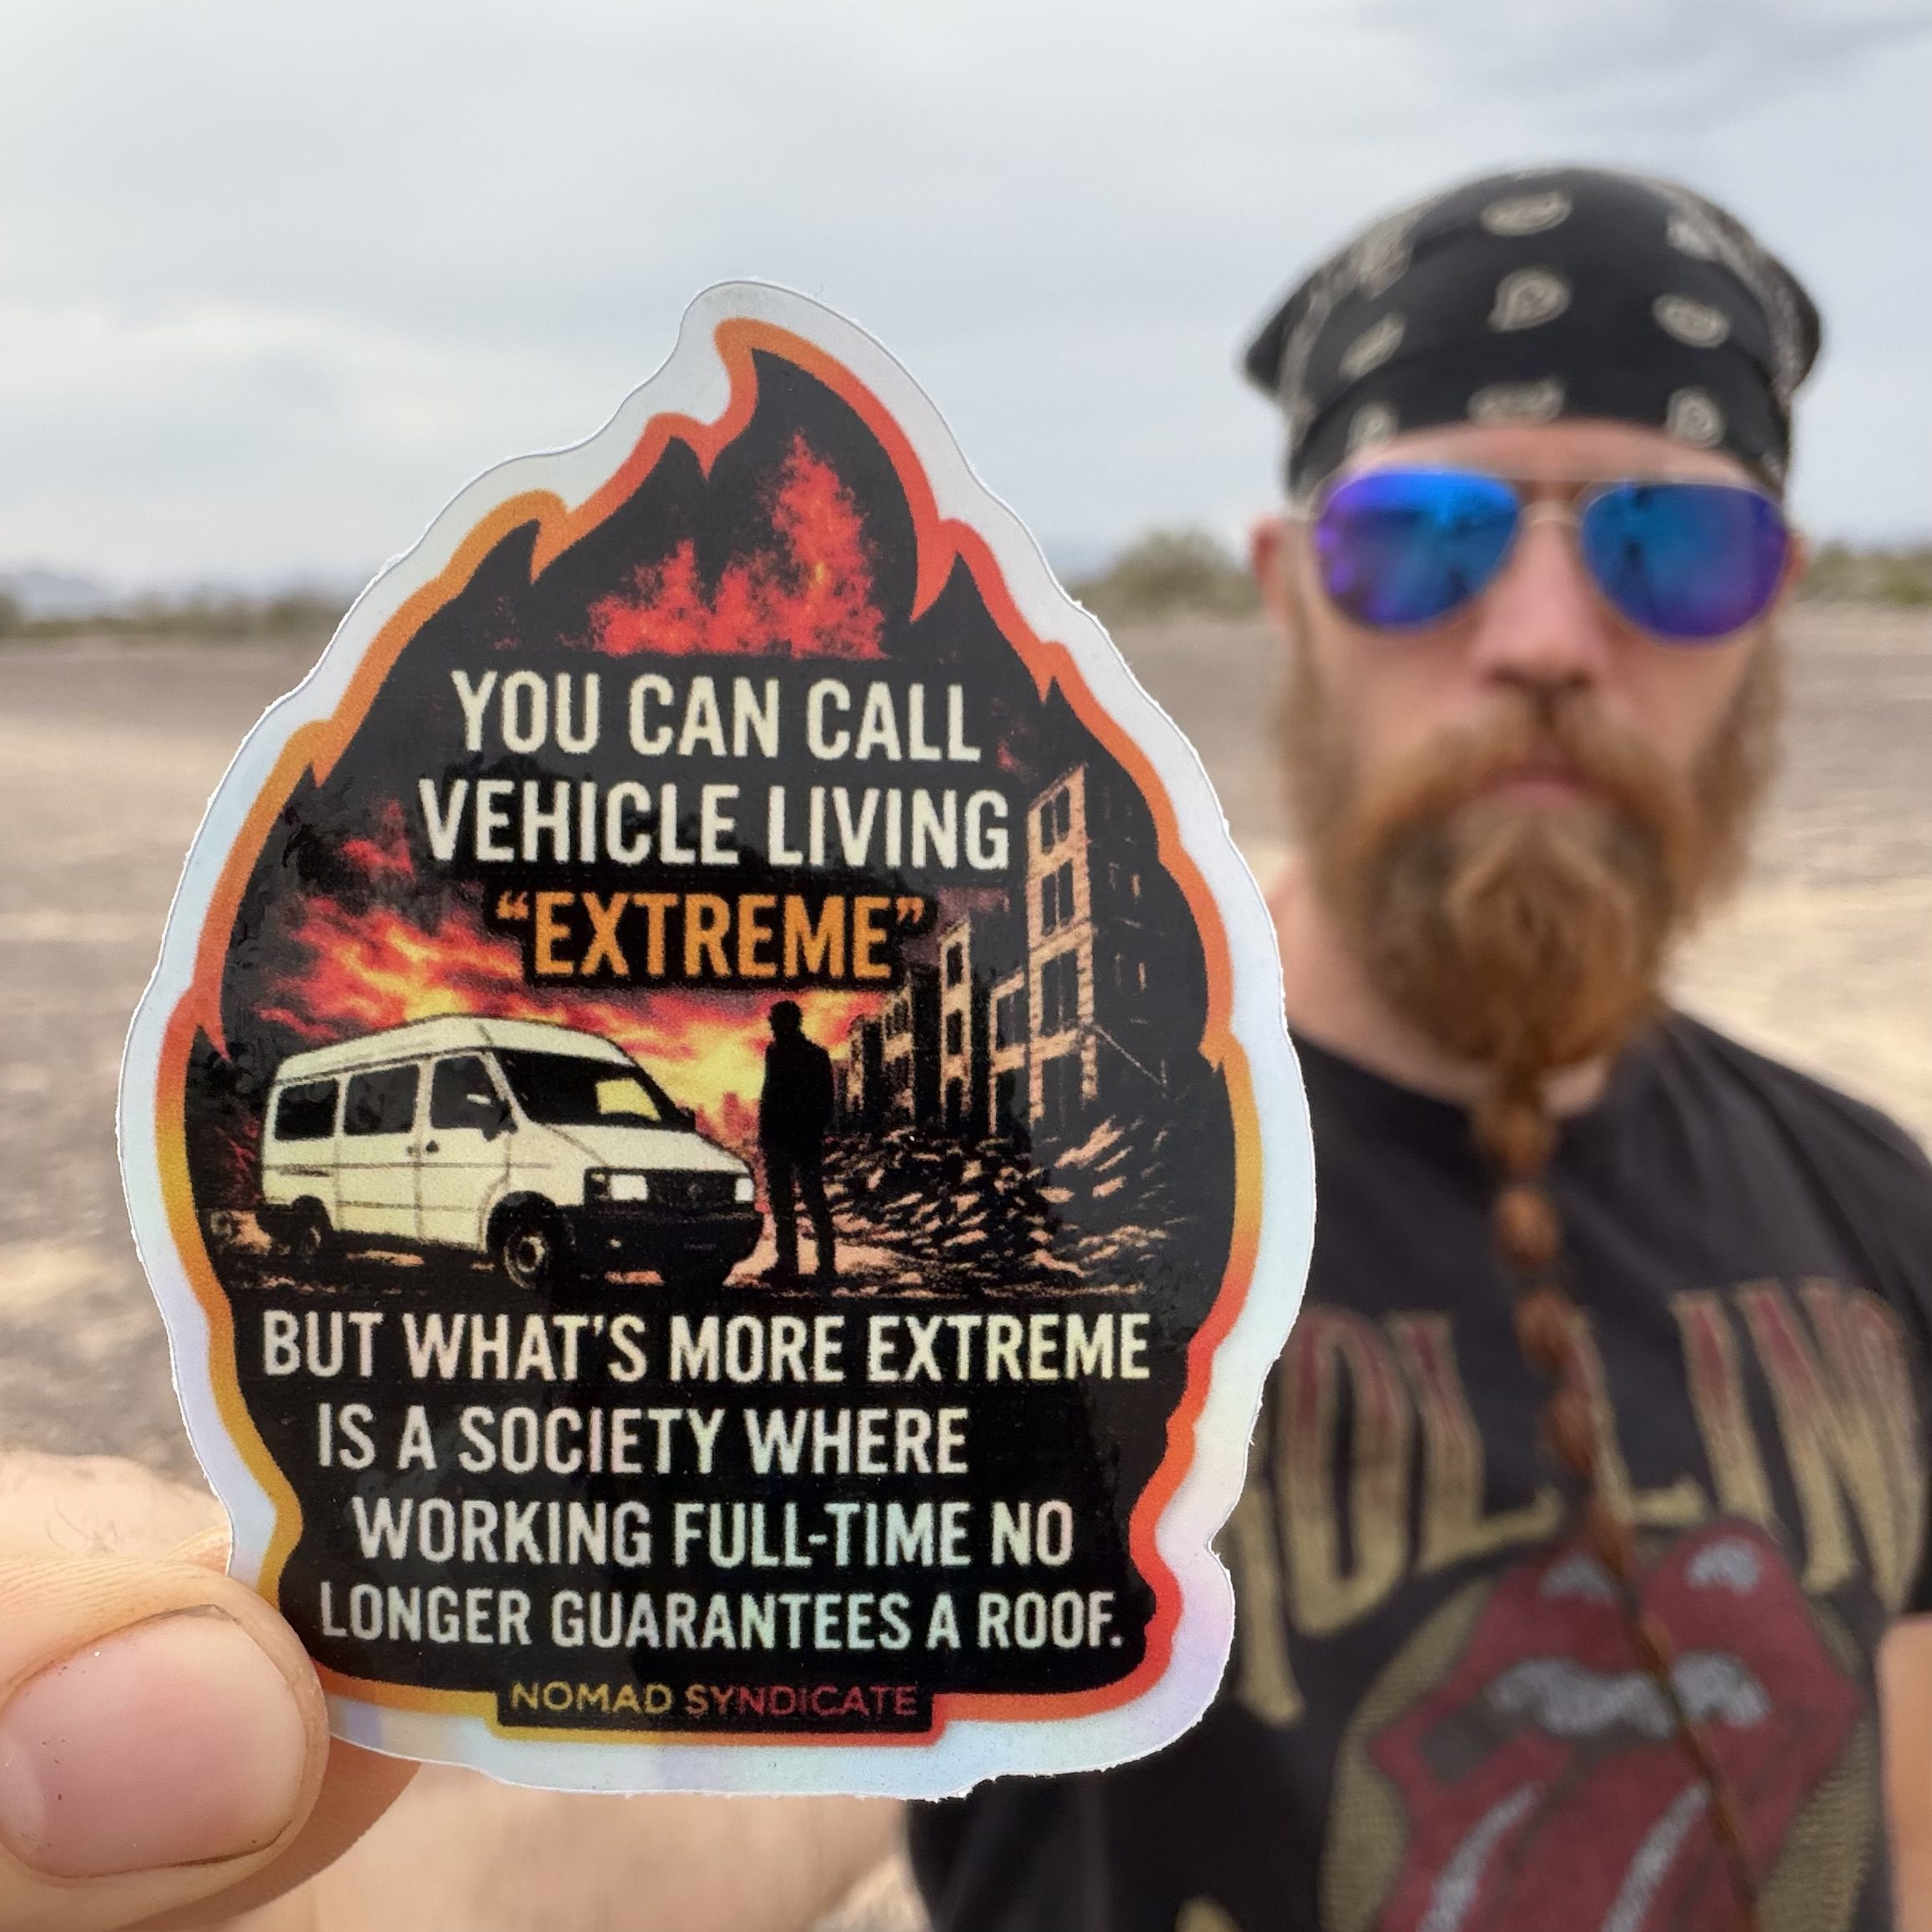 YOU CAN CALL
VEHICLE LIVING
“EXTREME”
BUT WHAT'S MORE EXTREME
IS A SOCIETY WHERE
WORKING FULL-TIME NO
LONGER GUARANTEES A ROOF.
NOMAD SYNDICATE